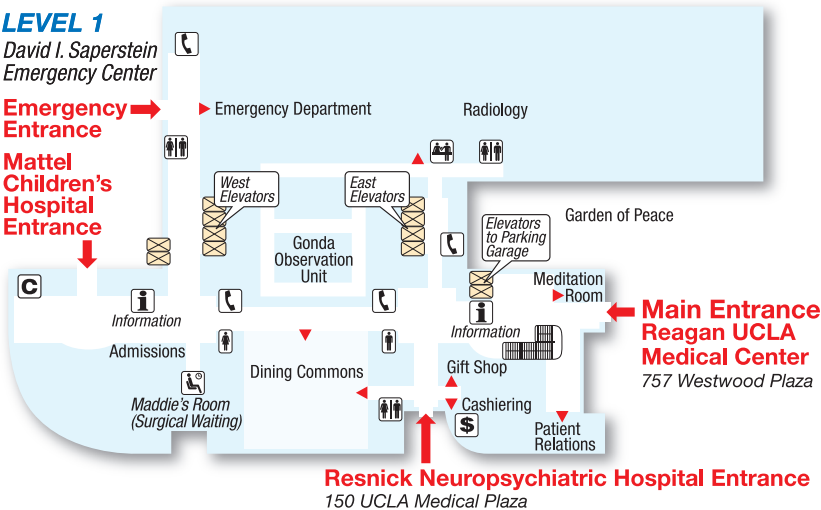 LEVEL 1
David I. Saperstein
Emergency Center
Emergency
Entrance
Emergency Department
Radiology
Mattel
Children's
Hospital
Entrance
West
Elevators
East
Elevators
Garden of Peace
Elevators
to Parking
Garage
Gonda
Observation
Unit
C
Meditation
Room
i
Information
i
Information
Main Entrance
Reagan UCLA
Medical Center
757 Westwood Plaza
Admissions
Dining Commons
Gift Shop
Maddie's Room
(Surgical Waiting)
Cashiering
$
Patient
Relations
Resnick Neuropsychiatric Hospital Entrance
150 UCLA Medical Plaza